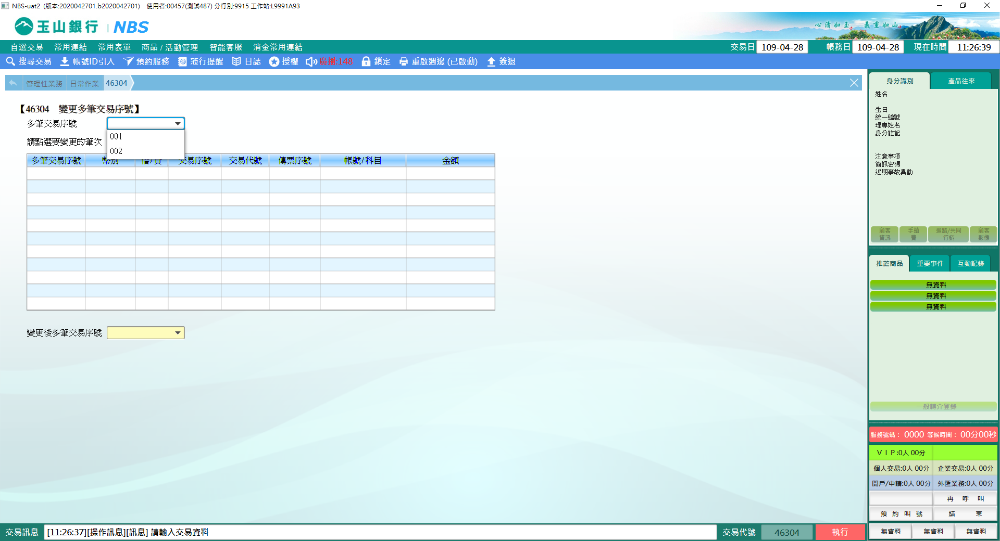 NBS-uat2 (版本:2020042701.b2020042701) 使用者:00457(測試487) 分行別:9915 工作站:L9991A93
玉山銀行 | NBS
心清如玉 義重如山
自選交易 常用連結 常用表單 商品 / 活動管理 智能客服 消金常用連結
交易日 109-04-28 帳務日 109-04-28 現在時間 11:26:39
搜尋交易 帳號ID引入 預約服務 蒞行提醒 日誌 授權 廣播:148 鎖定 重啟週邊 (已啟動) 簽退
管理性業務 日常作業 46304
【46304 變更多筆交易序號】
多筆交易序號
001
請點選要變更的筆次
002
多筆交易序號 幣別 借/貸 交易序號 交易代號 傳票序號 帳號/科目 金額
變更後多筆交易序號
身分識別 產品往來
姓名
生日
統一編號
理專姓名
身分註記
注意事項
簡訊密碼
近期事故異動
顧客資訊 手續費 通路/共同行銷 顧客影像
推薦商品 重要事件 互動記錄
無資料
無資料
無資料
一般轉介登錄
服務號碼： 0000 等候時間： 00分00秒
ＶＩＰ:0人 00分
個人交易:0人 00分 企業交易:0人 00分
開戶/申請:0人 00分 外匯業務:0人 00分
再 呼 叫
預 約 叫 號 結 束
無資料 無資料 無資料
交易訊息 [11:26:37][操作訊息][訊息] 請輸入交易資料 交易代號 46304 執行